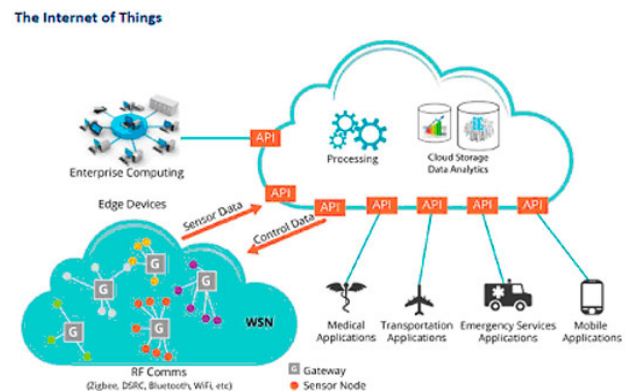 The Internet of Things
API
Enterprise Computing
Processing
Cloud Storage
Data Analytics
Edge Devices
Sensor Data
API
Control Data
API
API
API
API
API
G
G
G
G
G
WSN
RF Comms
(Zigbee, DSRC, Bluetooth, WiFi, etc)
G Gateway
Sensor Node
Medical
Applications
Transportation
Applications
Emergency Services
Applications
Mobile
Applications